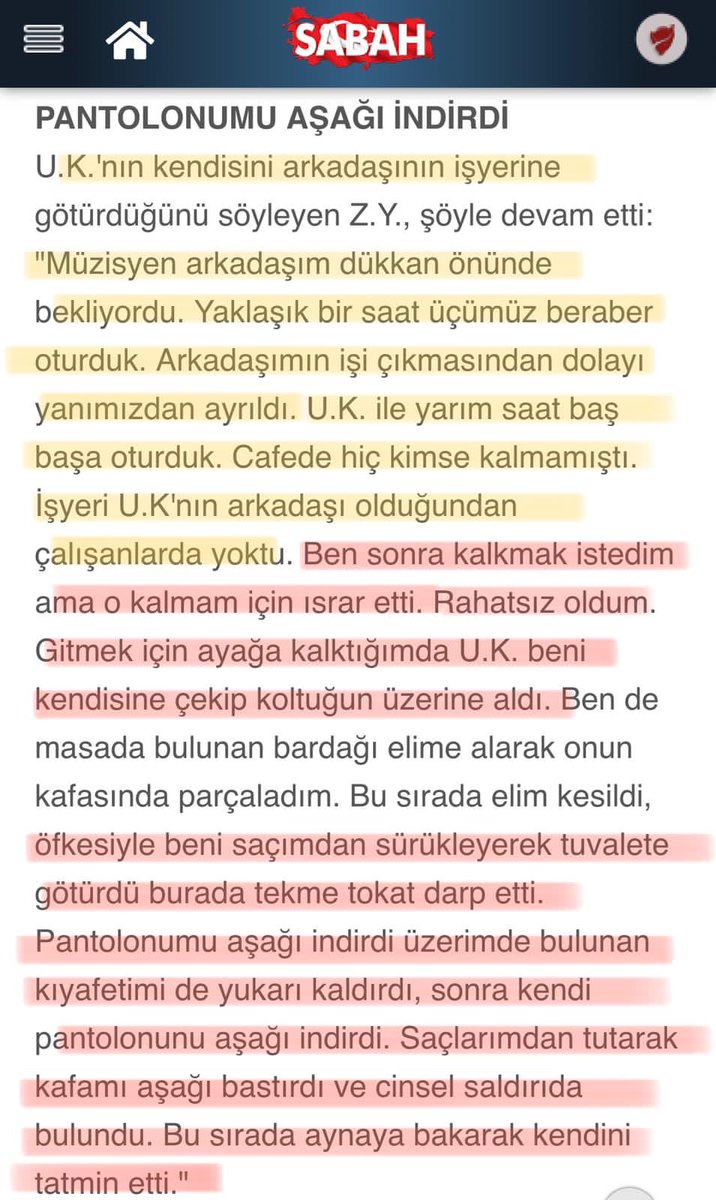 SABAH
PANTOLONUMU AŞAĞI İNDİRDİ
U.K.'nın kendisini arkadaşının işyerine
götürdüğünü söyleyen Z.Y., şöyle devam etti:
"Müzisyen arkadaşım dükkan önünde
bekliyordu. Yaklaşık bir saat üçümüz beraber
oturduk. Arkadaşımın işi çıkmasından dolayı
yanımızdan ayrıldı. U.K. ile yarım saat baş
başa oturduk. Cafede hiç kimse kalmamıştı.
İşyeri U.K'nın arkadaşı olduğundan
çalışanlarda yoktu. Ben sonra kalkmak istedim
ama o kalmam için ısrar etti. Rahatsız oldum.
Gitmek için ayağa kalktığımda U.K. beni
kendisine çekip koltuğun üzerine aldı. Ben de
masada bulunan bardağı elime alarak onun
kafasında parçaladım. Bu sırada elim kesildi,
öfkesiyle beni saçımdan sürükleyerek tuvalete
götürdü burada tekme tokat darp etti.
Pantolonumu aşağı indirdi üzerimde bulunan
kıyafetimi de yukarı kaldırdı, sonra kendi
pantolonunu aşağı indirdi. Saçlarımdan tutarak
kafamı aşağı bastırdı ve cinsel saldırıda
bulundu. Bu sırada aynaya bakarak kendini
tatmin etti."